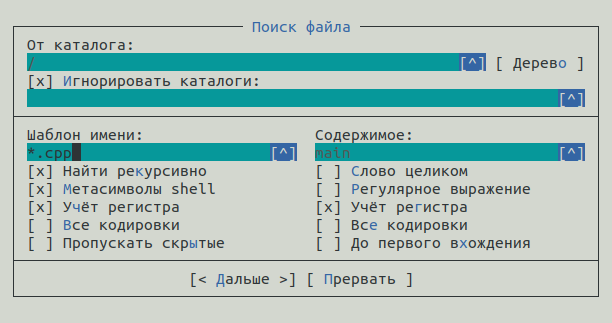 Поиск файла
От каталога:
/ [^] [ Дерево ]
[x] Игнорировать каталоги:
[^]
Шаблон имени: Содержимое:
*.cpp [^] main [^]
[x] Найти рекурсивно [ ] Слово целиком
[x] Метасимволы shell [ ] Регулярное выражение
[x] Учёт регистра [x] Учёт регистра
[ ] Все кодировки [ ] Все кодировки
[ ] Пропускать скрытые [ ] До первого вхождения
[< Дальше >] [ Прервать ]